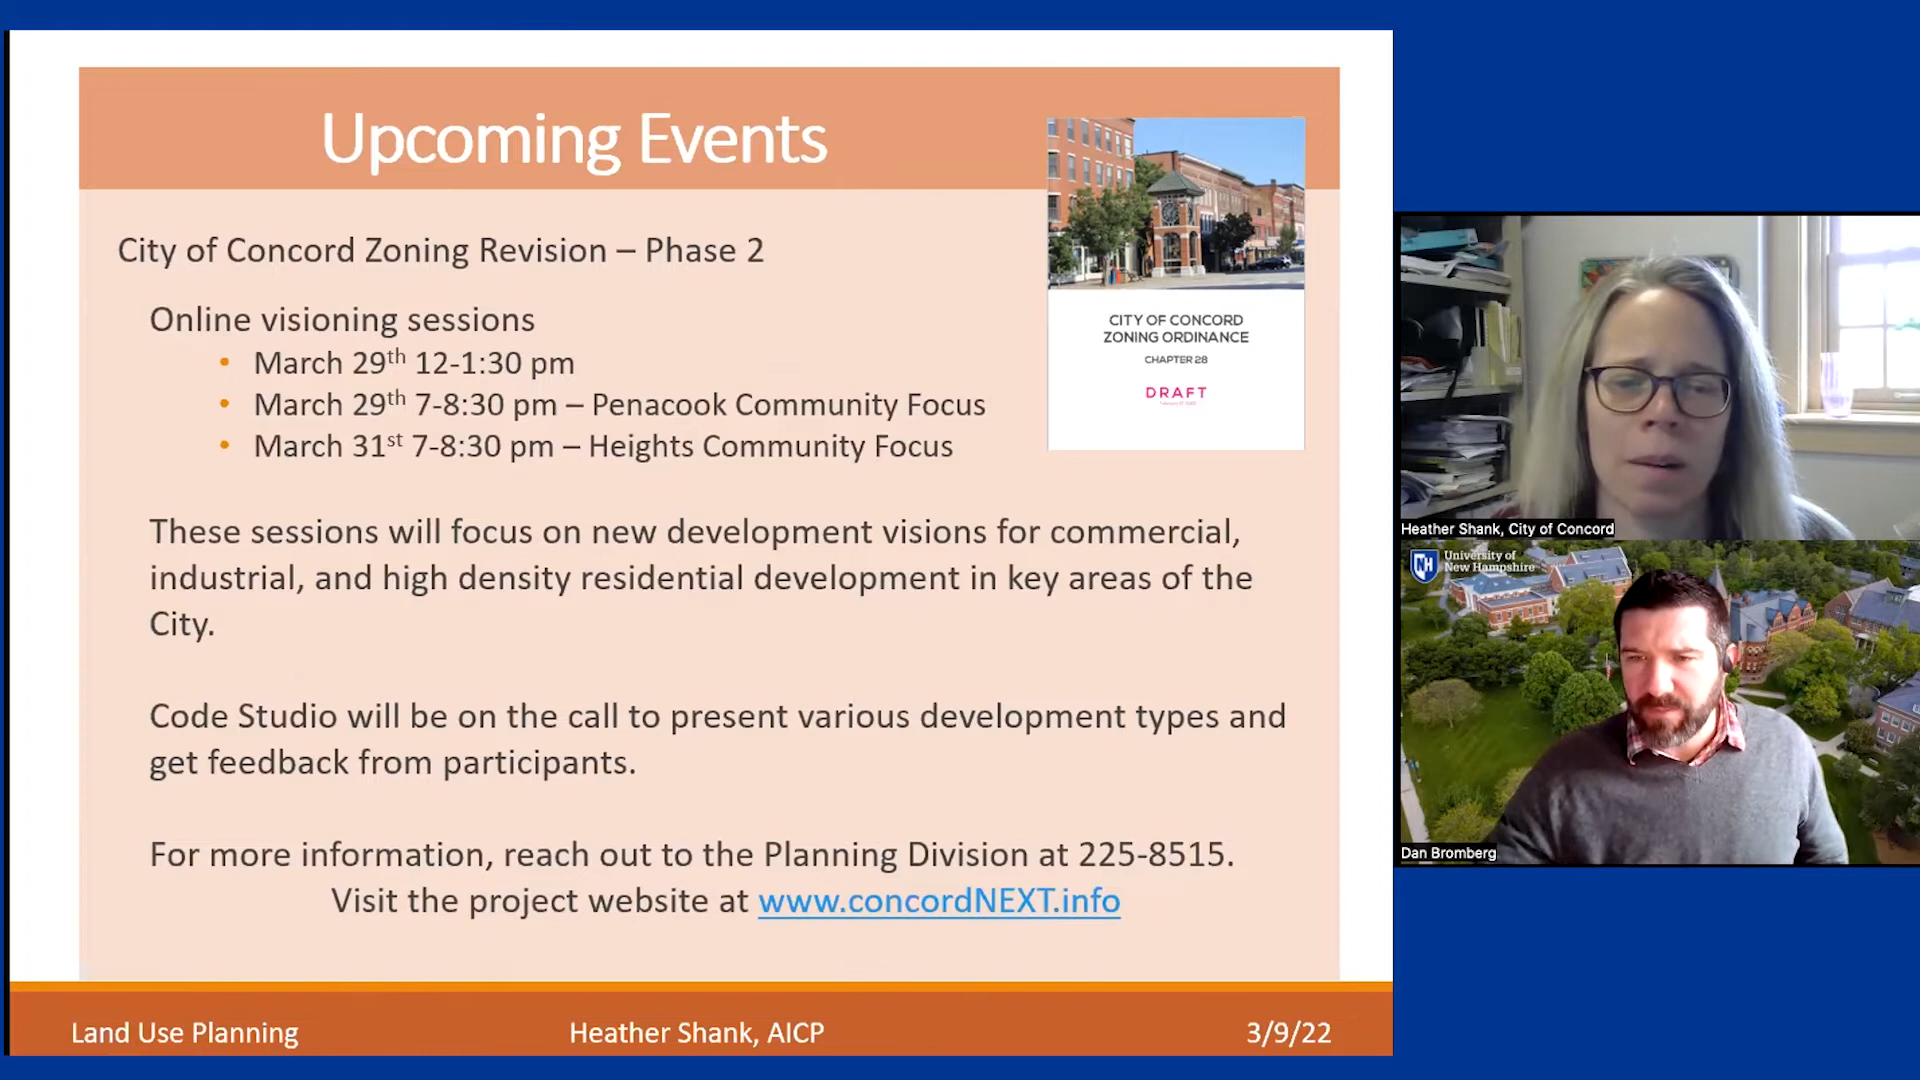 Upcoming Events
City of Concord Zoning Revision – Phase 2
Online visioning sessions
• March 29th 12-1:30 pm
• March 29th 7-8:30 pm – Penacook Community Focus
• March 31st 7-8:30 pm – Heights Community Focus
These sessions will focus on new development visions for commercial,
industrial, and high density residential development in key areas of the
City.
Code Studio will be on the call to present various development types and
get feedback from participants.
For more information, reach out to the Planning Division at 225-8515.
Visit the project website at www.concordNEXT.info
CITY OF CONCORD
ZONING ORDINANCE
CHAPTER 28
DRAFT
Land Use Planning
Heather Shank, AICP
3/9/22
Heather Shank, City of Concord
NH
University of
New Hampshire
Dan Bromberg